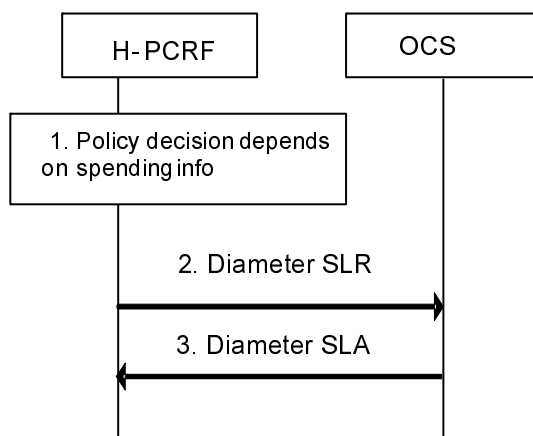 H-PCRF
OCS
1. Policy decision depends
on spending info
2. Diameter SLR
3. Diameter SLA